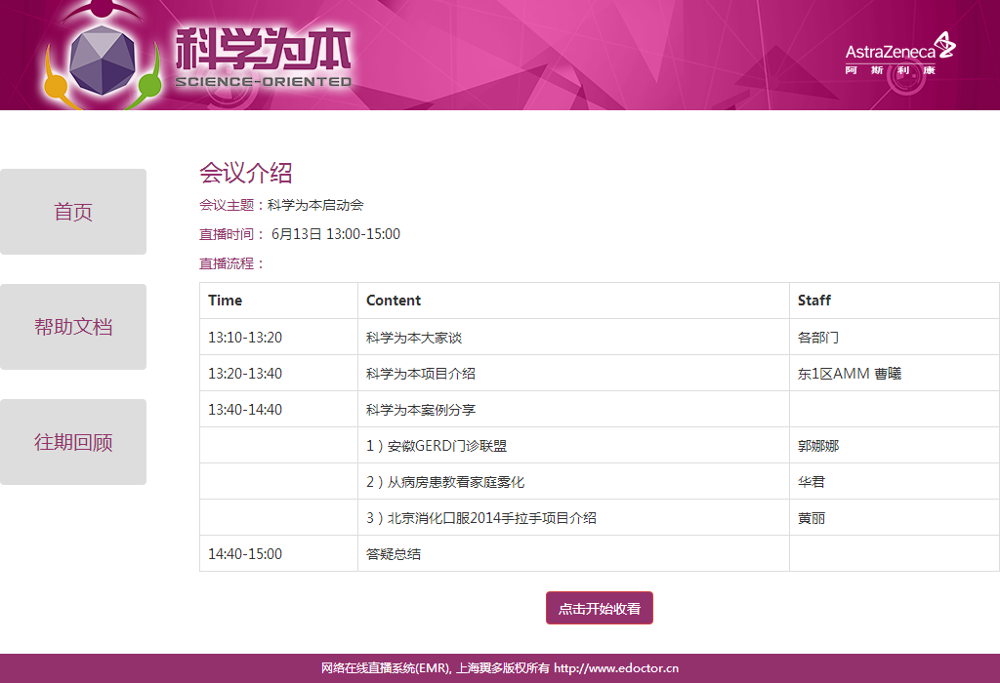 科学为本
SCIENCE-ORIENTED
AstraZeneca
阿斯利康
首页
帮助文档
往期回顾
会议介绍
会议主题：科学为本启动会
直播时间： 6月13日 13:00-15:00
直播流程：
Time Content Staff
13:10-13:20 科学为本大家谈 各部门
13:20-13:40 科学为本项目介绍 东1区AMM 曹曦
13:40-14:40 科学为本案例分享
1）安徽GERD门诊联盟 郭娜娜
2）从病房患教看家庭雾化 华君
3）北京消化口服2014手拉手项目介绍 黄丽
14:40-15:00 答疑总结
点击开始收看
网络在线直播系统(EMR), 上海翼多版权所有 http://www.edoctor.cn